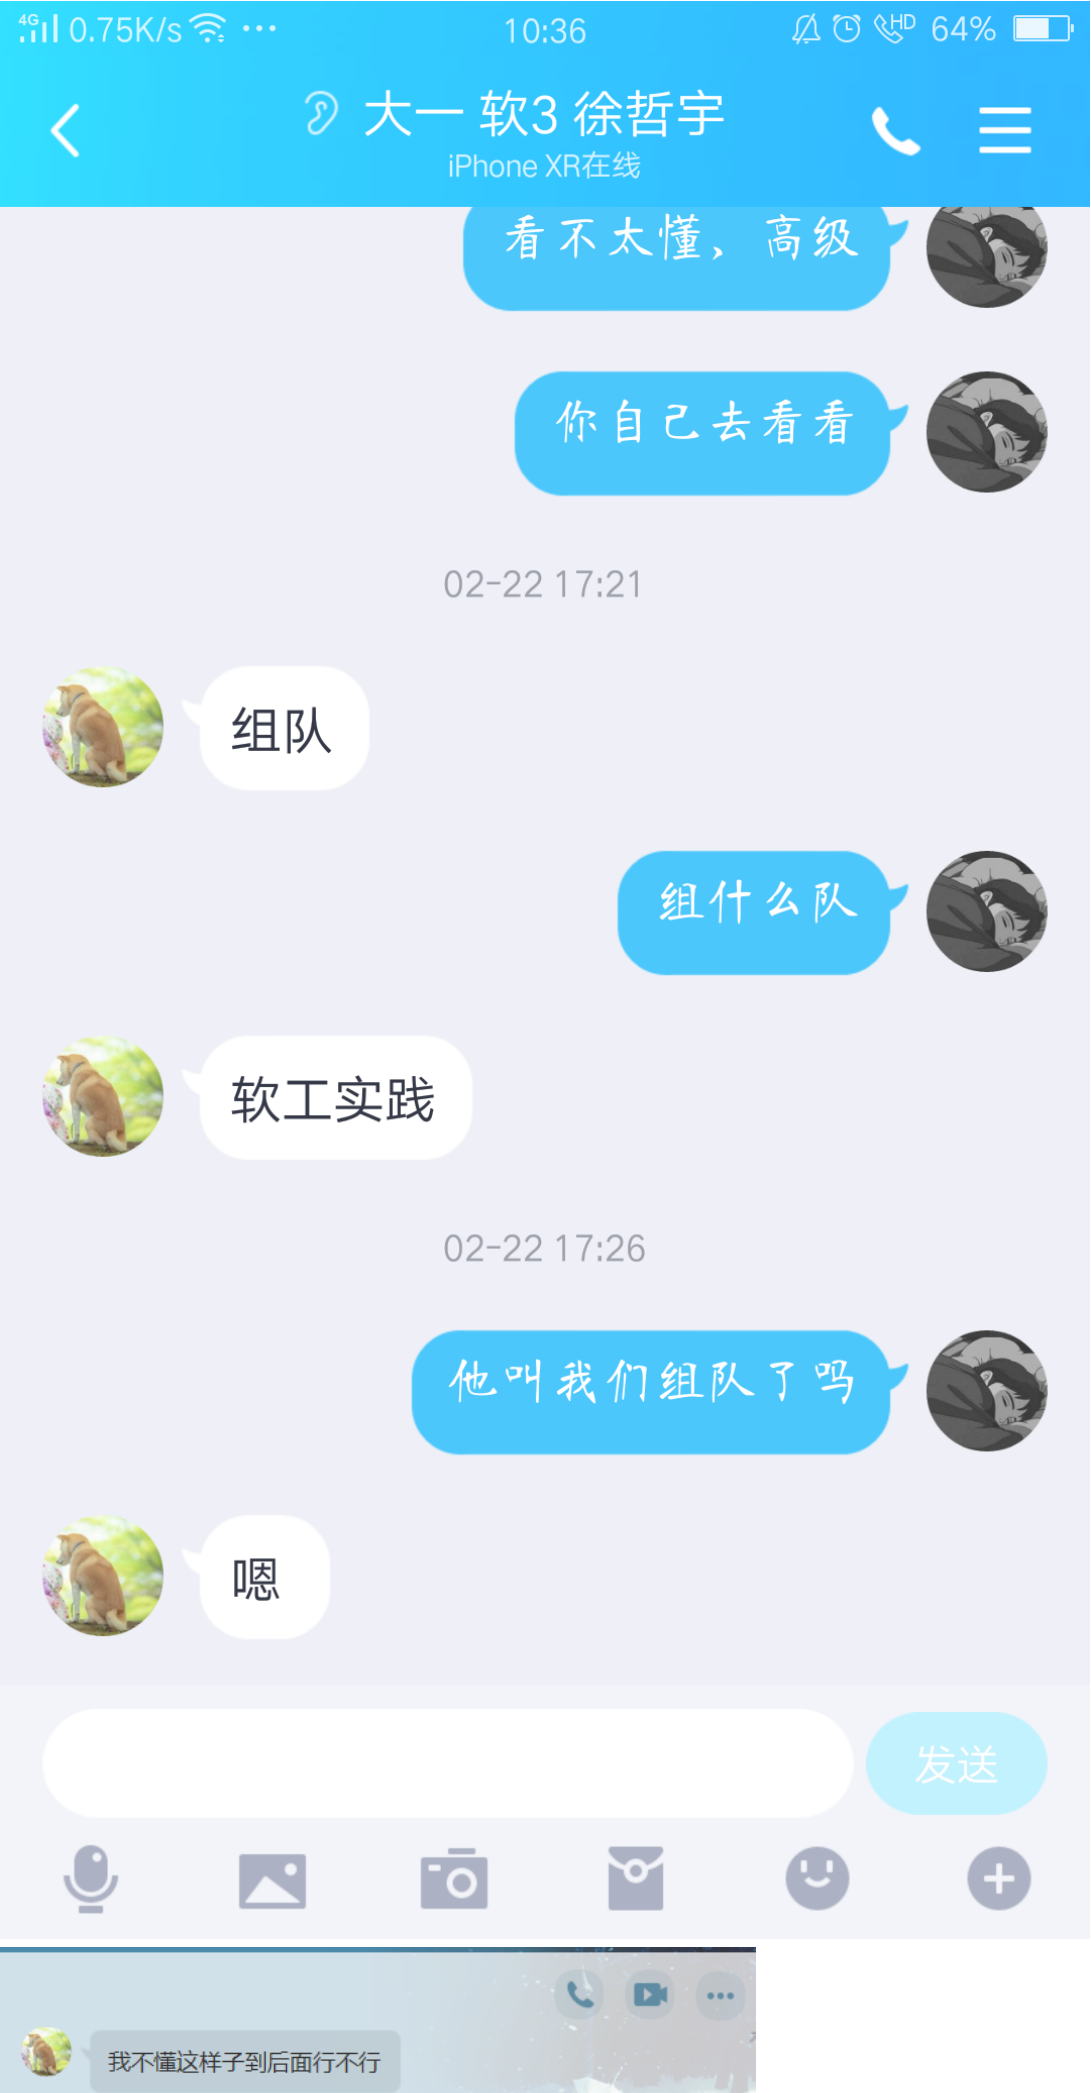 4G 0.75K/s ··· 10:36 HD 64%
大一 软3 徐哲宇
iPhone XR在线
看不太懂，高级
你自己去看看
02-22 17:21
组队
组什么队
软工实践
02-22 17:26
他叫我们组队了吗
嗯
发送
我不懂这样子到后面行不行